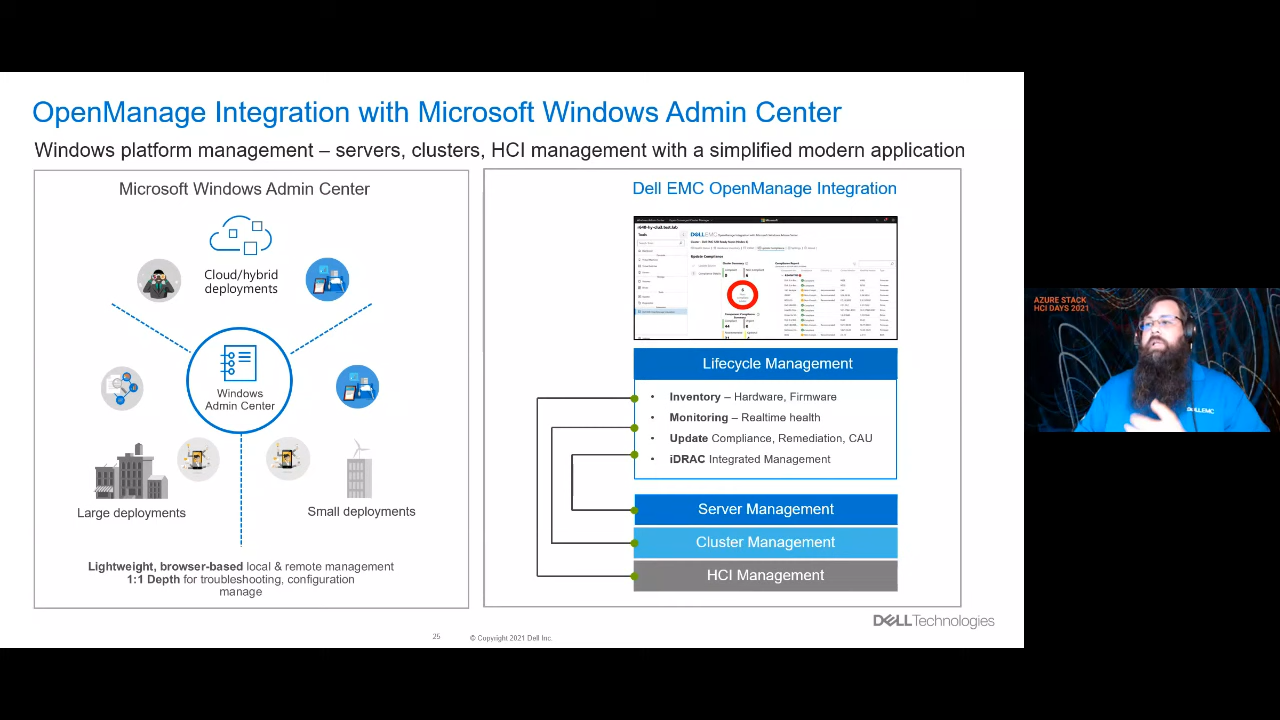 OpenManage Integration with Microsoft Windows Admin Center
Windows platform management – servers, clusters, HCI management with a simplified modern application
Microsoft Windows Admin Center
Cloud/hybrid
deployments
Windows
Admin Center
Large deployments
Small deployments
Lightweight, browser-based local & remote management
1:1 Depth for troubleshooting, configuration
manage
Dell EMC OpenManage Integration
Update Compliance
Lifecycle Management
• Inventory – Hardware, Firmware
• Monitoring – Realtime health
• Update Compliance, Remediation, CAU
• iDRAC Integrated Management
Server Management
Cluster Management
HCI Management
DELL Technologies
25
© Copyright 2021 Dell Inc.
AZURE STACK
HCI DAYS 2021
DELLEMC